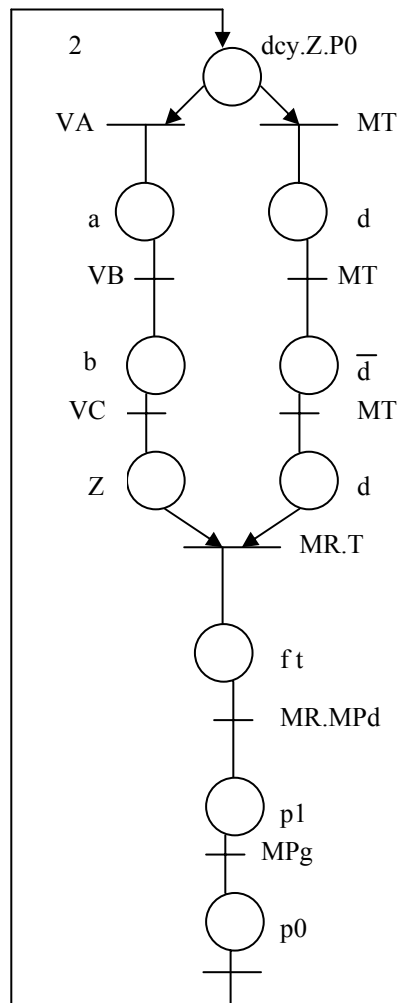 2 dcy.Z.P0
VA MT
a d
VB MT
b d̅
VC MT
Z d
MR.T
f t
MR.MPd
p1
MPg
p0